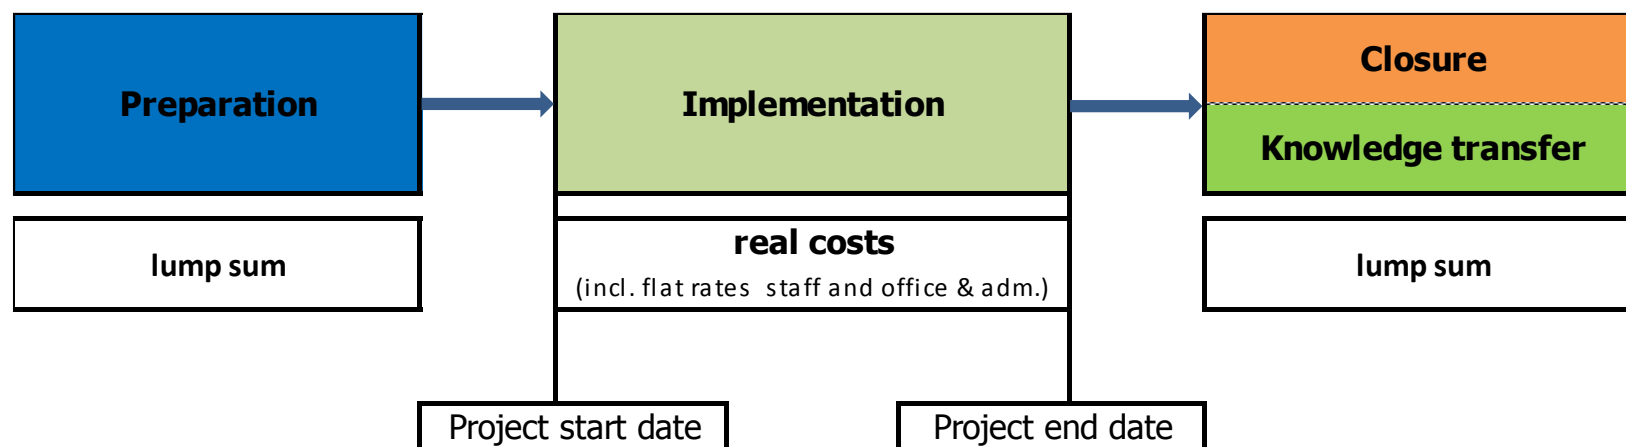 Preparation
Implementation
Closure
Knowledge transfer
lump sum
real costs
(incl. flat rates staff and office & adm.)
lump sum
Project start date
Project end date